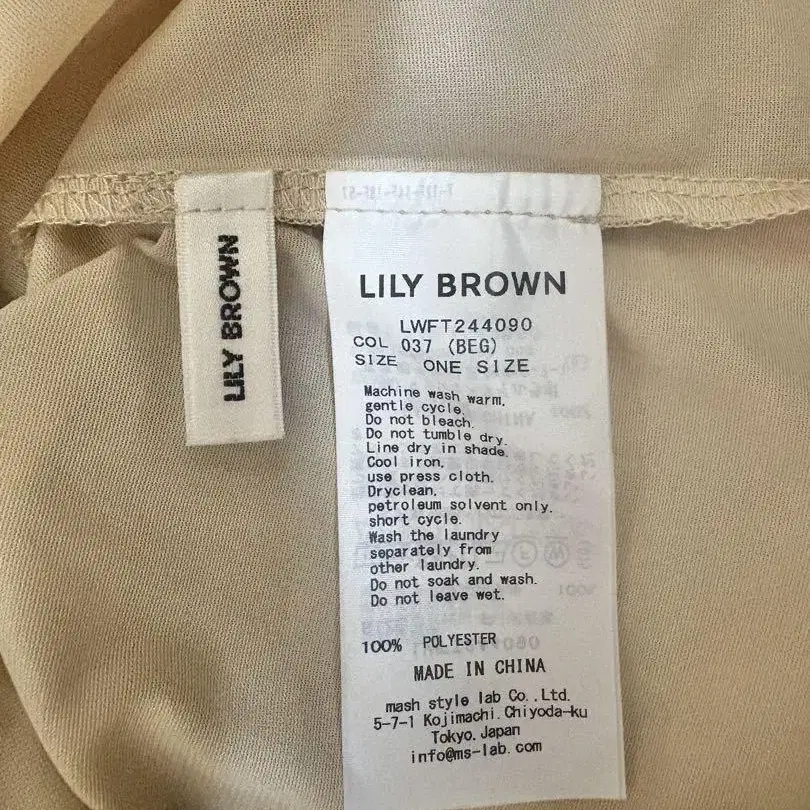 LILY BROWN
LILY BROWN
LWFT244090
COL 037 (BEG)
SIZE ONE SIZE
Machine wash warm,
gentle cycle.
Do not bleach.
Do not tumble dry.
Line dry in shade.
Cool iron,
use press cloth.
Dryclean,
petroleum solvent only.
short cycle.
Wash the laundry
separately from
other laundry.
Do not soak and wash.
Do not leave wet.
100% POLYESTER
MADE IN CHINA
mash style lab Co.,Ltd.
5-7-1 Kojimachi.Chiyoda-ku
Tokyo.Japan
info@ms-lab.com